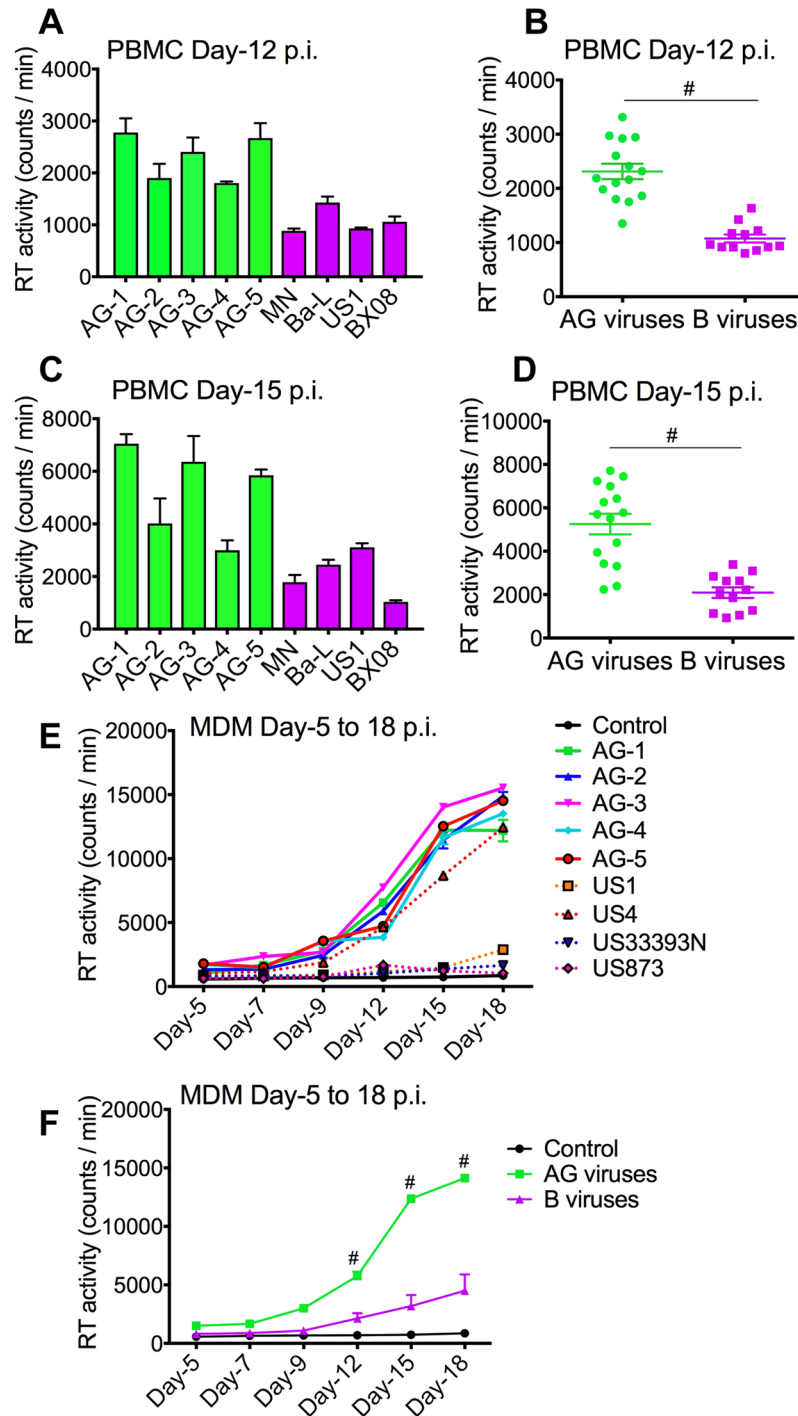 A
PBMC Day-12 p.i.
RT activity (counts / min)
4000
3000
2000
1000
0
AG-1
AG-2
AG-3
AG-4
AG-5
MN
Ba-L
US1
BX08
B
PBMC Day-12 p.i.
RT activity (counts / min)
4000
3000
2000
1000
0
#
AG viruses
B viruses
C
PBMC Day-15 p.i.
RT activity (counts / min)
8000
6000
4000
2000
0
AG-1
AG-2
AG-3
AG-4
AG-5
MN
Ba-L
US1
BX08
D
PBMC Day-15 p.i.
RT activity (counts / min)
10000
8000
6000
4000
2000
0
#
AG viruses
B viruses
E
MDM Day-5 to 18 p.i.
RT activity (counts / min)
20000
15000
10000
5000
0
Day-5
Day-7
Day-9
Day-12
Day-15
Day-18
Control
AG-1
AG-2
AG-3
AG-4
AG-5
US1
US4
US33393N
US873
F
MDM Day-5 to 18 p.i.
RT activity (counts / min)
20000
15000
10000
5000
0
#
#
#
Day-5
Day-7
Day-9
Day-12
Day-15
Day-18
Control
AG viruses
B viruses